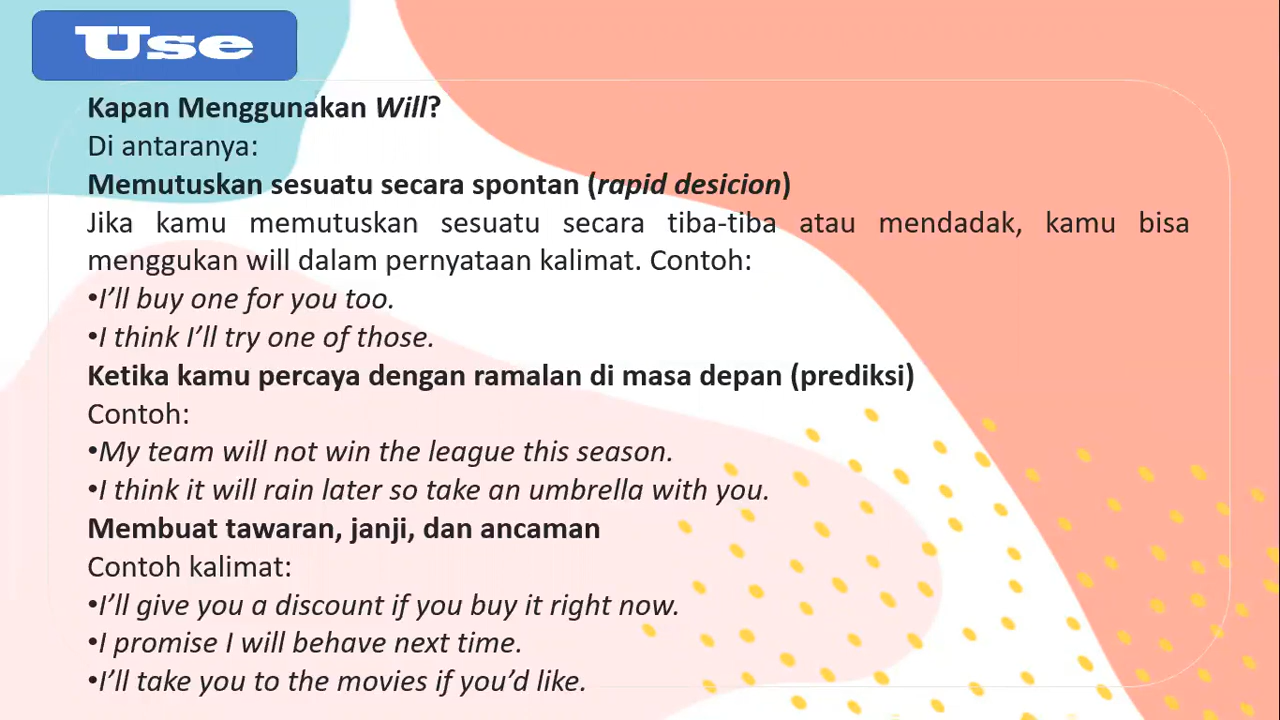 Use
Kapan Menggunakan Will?
Di antaranya:
Memutuskan sesuatu secara spontan (rapid desicion)
Jika kamu memutuskan sesuatu secara tiba-tiba atau mendadak, kamu bisa
menggukan will dalam pernyataan kalimat. Contoh:
•I’ll buy one for you too.
•I think I’ll try one of those.
Ketika kamu percaya dengan ramalan di masa depan (prediksi)
Contoh:
•My team will not win the league this season.
•I think it will rain later so take an umbrella with you.
Membuat tawaran, janji, dan ancaman
Contoh kalimat:
•I’ll give you a discount if you buy it right now.
•I promise I will behave next time.
•I’ll take you to the movies if you’d like.